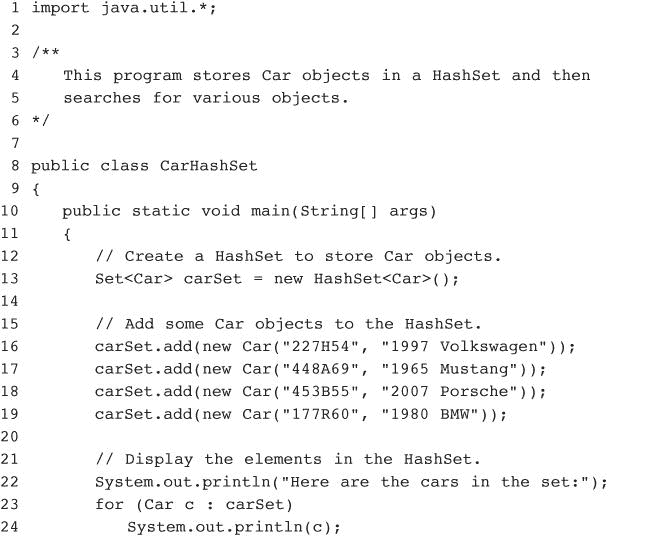 1 import java.util.*;
2
3 /**
4    This program stores Car objects in a HashSet and then
5    searches for various objects.
6 */
7
8 public class CarHashSet
9 {
10    public static void main(String[] args)
11    {
12       // Create a HashSet to store Car objects.
13       Set<Car> carSet = new HashSet<Car>();
14
15       // Add some Car objects to the HashSet.
16       carSet.add(new Car("227H54", "1997 Volkswagen"));
17       carSet.add(new Car("448A69", "1965 Mustang"));
18       carSet.add(new Car("453B55", "2007 Porsche"));
19       carSet.add(new Car("177R60", "1980 BMW"));
20
21       // Display the elements in the HashSet.
22       System.out.println("Here are the cars in the set:");
23       for (Car c : carSet)
24          System.out.println(c);